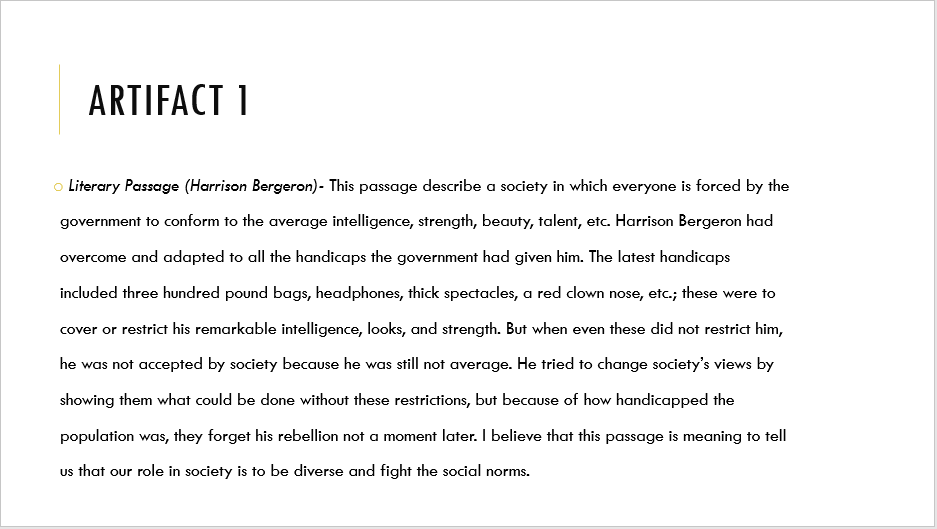 ARTIFACT 1
Literary Passage (Harrison Bergeron)- This passage describe a society in which everyone is forced by the
government to conform to the average intelligence, strength, beauty, talent, etc. Harrison Bergeron had
overcome and adapted to all the handicaps the government had given him. The latest handicaps
included three hundred pound bags, headphones, thick spectacles, a red clown nose, etc.; these were to
cover or restrict his remarkable intelligence, looks, and strength. But when even these did not restrict him,
he was not accepted by society because he was still not average. He tried to change society’s views by
showing them what could be done without these restrictions, but because of how handicapped the
population was, they forget his rebellion not a moment later. I believe that this passage is meaning to tell
us that our role in society is to be diverse and fight the social norms.